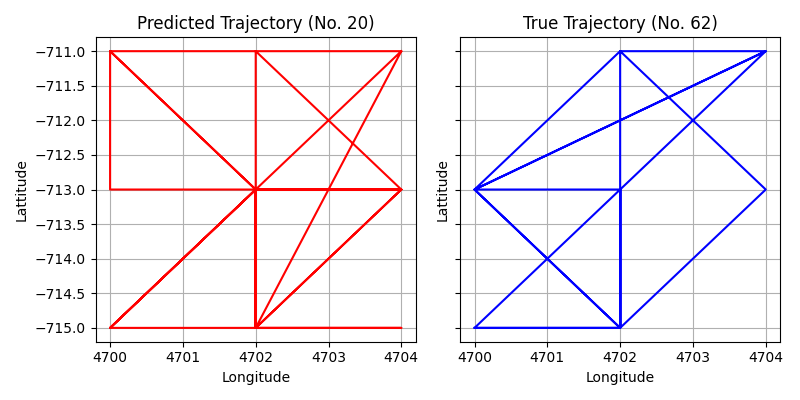 Predicted Trajectory (No. 20)
−711.0
−711.5
−712.0
−712.5
−713.0
−713.5
−714.0
−714.5
−715.0
Lattitude
4700 4701 4702 4703 4704
Longitude
True Trajectory (No. 62)
Lattitude
4700 4701 4702 4703 4704
Longitude